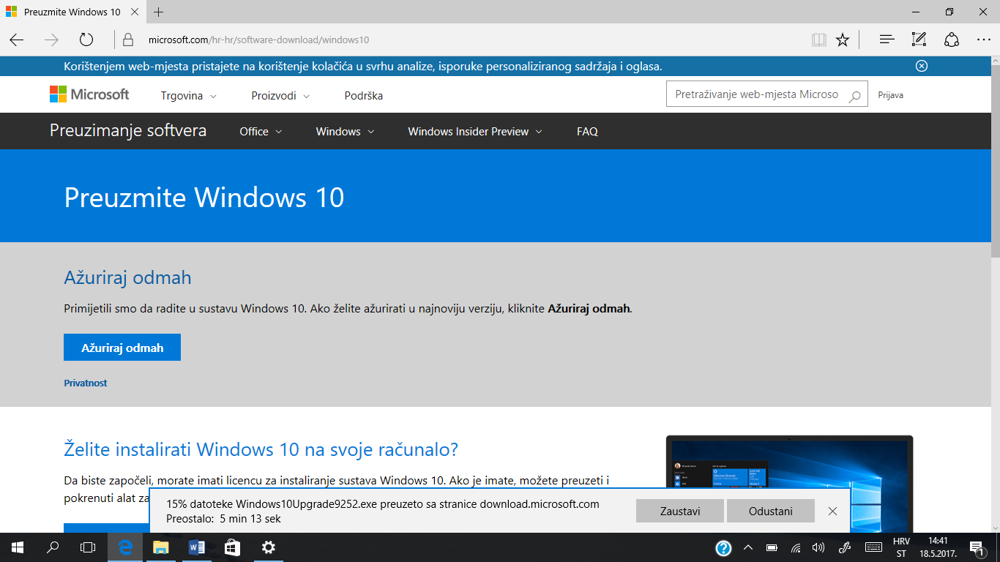 Preuzmite Windows 10
microsoft.com/hr-hr/software-download/windows10
Korištenjem web-mjesta pristajete na korištenje kolačića u svrhu analize, isporuke personaliziranog sadržaja i oglasa.
Microsoft Trgovina Proizvodi Podrška Pretraživanje web-mjesta Microso Prijava
Preuzimanje softvera Office Windows Windows Insider Preview FAQ
Preuzmite Windows 10
Ažuriraj odmah
Primijetili smo da radite u sustavu Windows 10. Ako želite ažurirati u najnoviju verziju, kliknite Ažuriraj odmah.
Ažuriraj odmah
Privatnost
Želite instalirati Windows 10 na svoje računalo?
Da biste započeli, morate imati licencu za instaliranje sustava Windows 10. Ako je imate, možete preuzeti i
pokrenuti alat za
15% datoteke Windows10Upgrade9252.exe preuzeto sa stranice download.microsoft.com
Preostalo: 5 min 13 sek
Zaustavi Odustani
HRV 14:41
ST 18.5.2017. 1